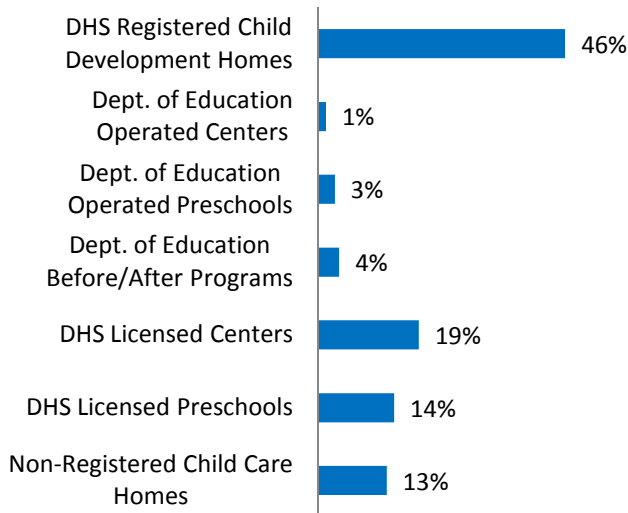 DHS Registered Child
Development Homes
46%
Dept. of Education
Operated Centers
1%
Dept. of Education
Operated Preschools
3%
Dept. of Education
Before/After Programs
4%
DHS Licensed Centers
19%
DHS Licensed Preschools
14%
Non-Registered Child Care
Homes
13%